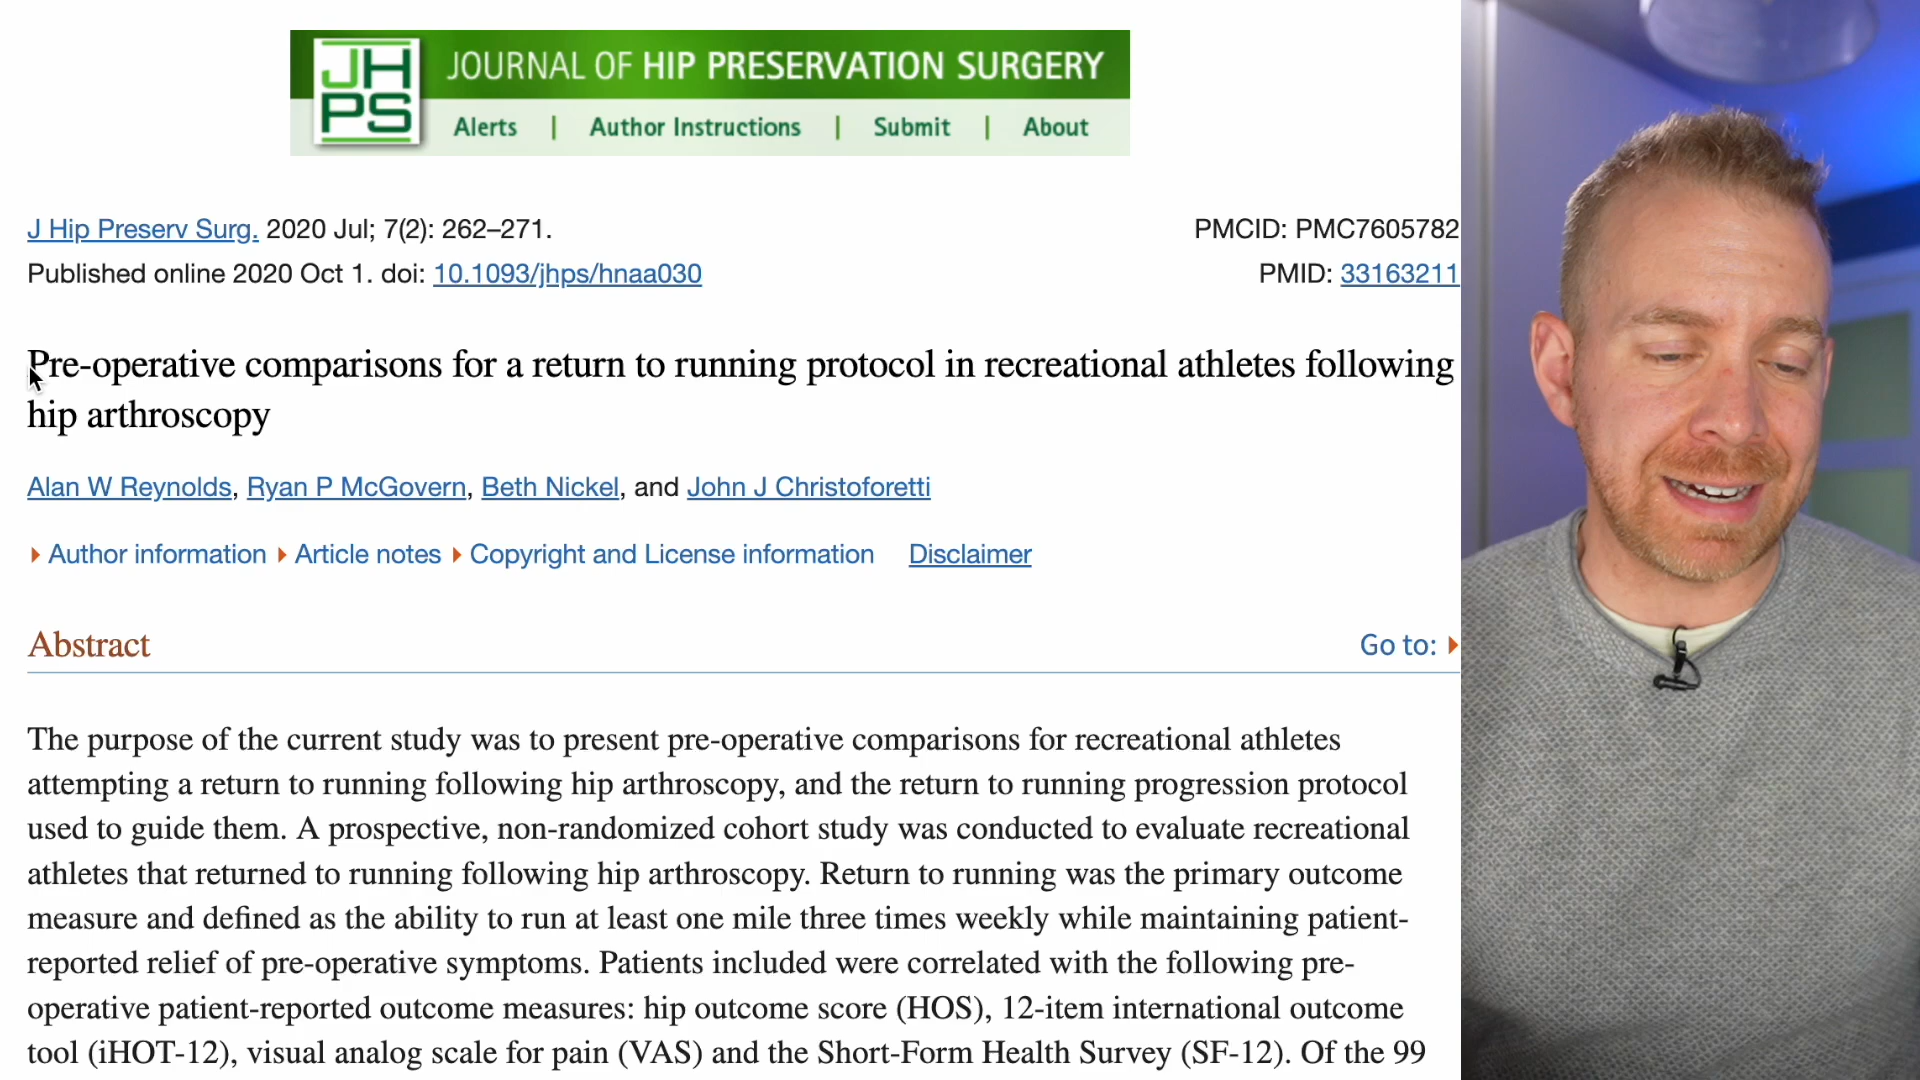 JH
PS
JOURNAL OF HIP PRESERVATION SURGERY
Alerts | Author Instructions | Submit | About
J Hip Preserv Surg. 2020 Jul; 7(2): 262–271.
PMCID: PMC7605782
Published online 2020 Oct 1. doi: 10.1093/jhps/hnaa030
PMID: 33163211
Pre-operative comparisons for a return to running protocol in recreational athletes following
hip arthroscopy
Alan W Reynolds, Ryan P McGovern, Beth Nickel, and John J Christoforetti
Author information Article notes Copyright and License information Disclaimer
Abstract
Go to:
The purpose of the current study was to present pre-operative comparisons for recreational athletes
attempting a return to running following hip arthroscopy, and the return to running progression protocol
used to guide them. A prospective, non-randomized cohort study was conducted to evaluate recreational
athletes that returned to running following hip arthroscopy. Return to running was the primary outcome
measure and defined as the ability to run at least one mile three times weekly while maintaining patient-
reported relief of pre-operative symptoms. Patients included were correlated with the following pre-
operative patient-reported outcome measures: hip outcome score (HOS), 12-item international outcome
tool (iHOT-12), visual analog scale for pain (VAS) and the Short-Form Health Survey (SF-12). Of the 99